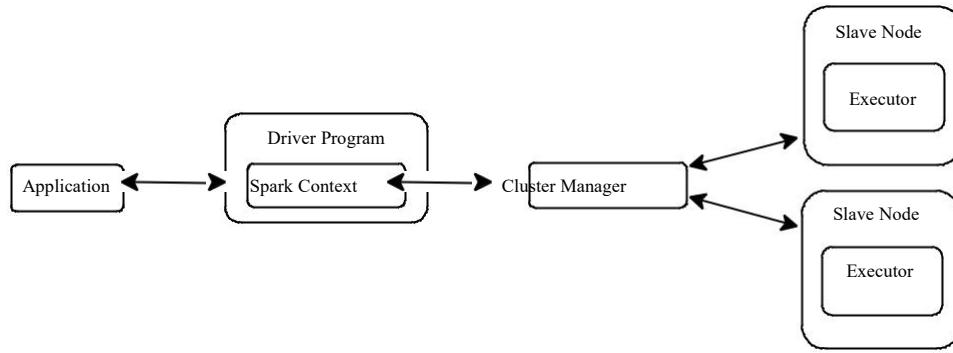 Application
Driver Program
Spark Context
Cluster Manager
Slave Node
Executor
Slave Node
Executor